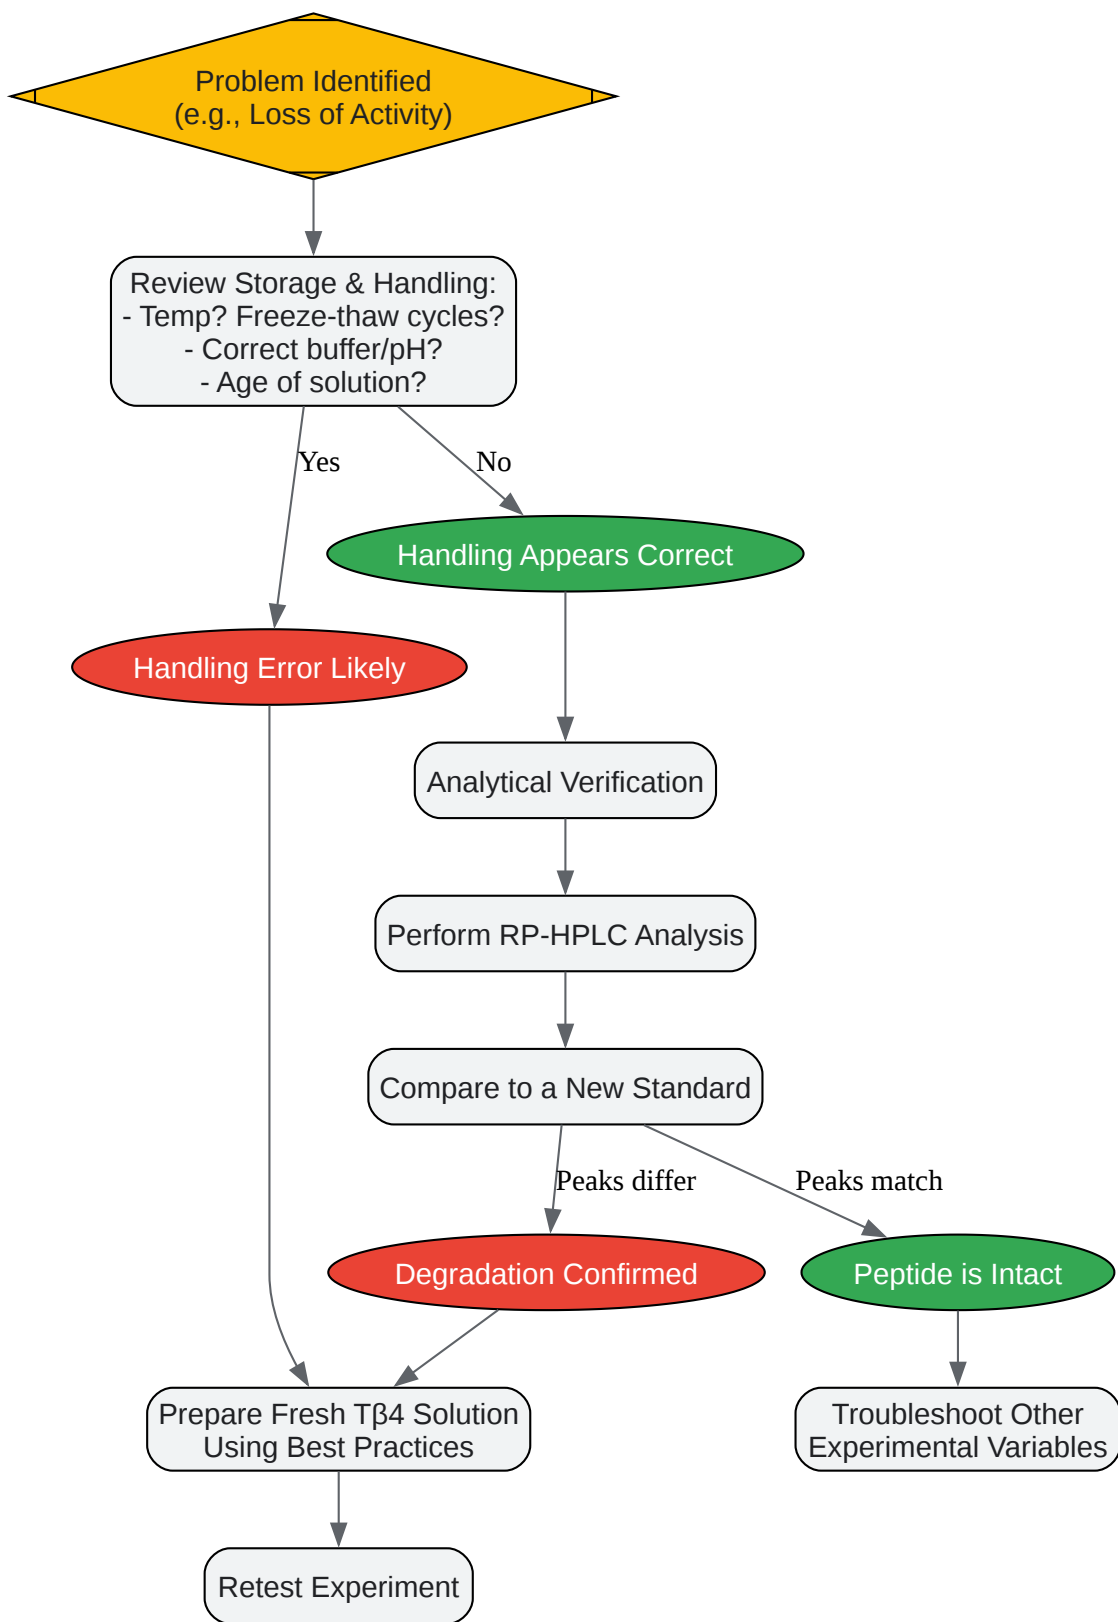 Problem Identified
(e.g., Loss of Activity)
Review Storage & Handling:
- Temp? Freeze-thaw cycles?
- Correct buffer/pH?
- Age of solution?
Yes
No
Handling Appears Correct
Handling Error Likely
Analytical Verification
Perform RP-HPLC Analysis
Compare to a New Standard
Peaks differ
Peaks match
Degradation Confirmed
Peptide is Intact
Prepare Fresh Tβ4 Solution
Using Best Practices
Troubleshoot Other
Experimental Variables
Retest Experiment